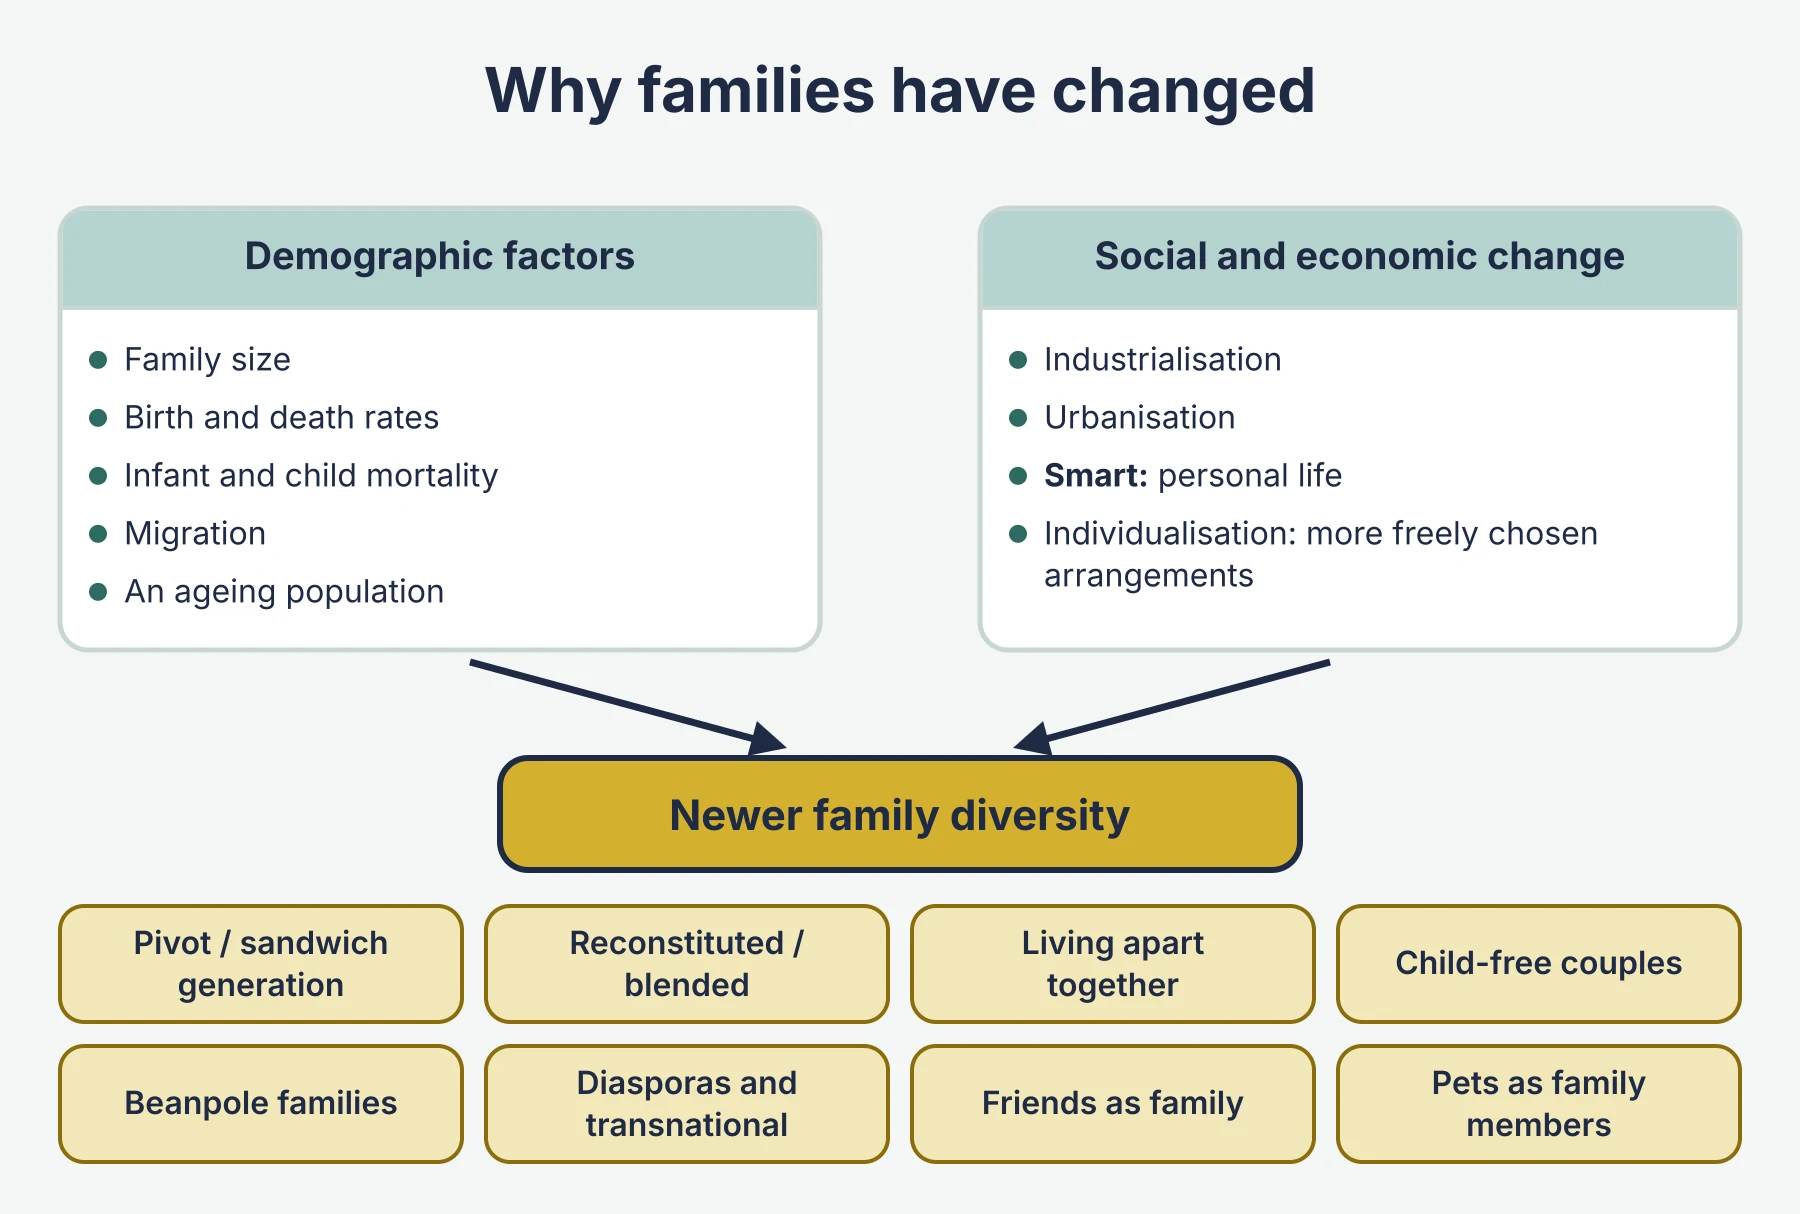 Why families have changed
Demographic factors
Family size
Birth and death rates
Infant and child mortality
Migration
An ageing population
Social and economic change
Industrialisation
Urbanisation
Smart: personal life
Individualisation: more freely chosen
arrangements
Newer family diversity
Pivot / sandwich
generation
Reconstituted /
blended
Living apart
together
Child-free couples
Beanpole families
Diasporas and
transnational
Friends as family
Pets as family
members